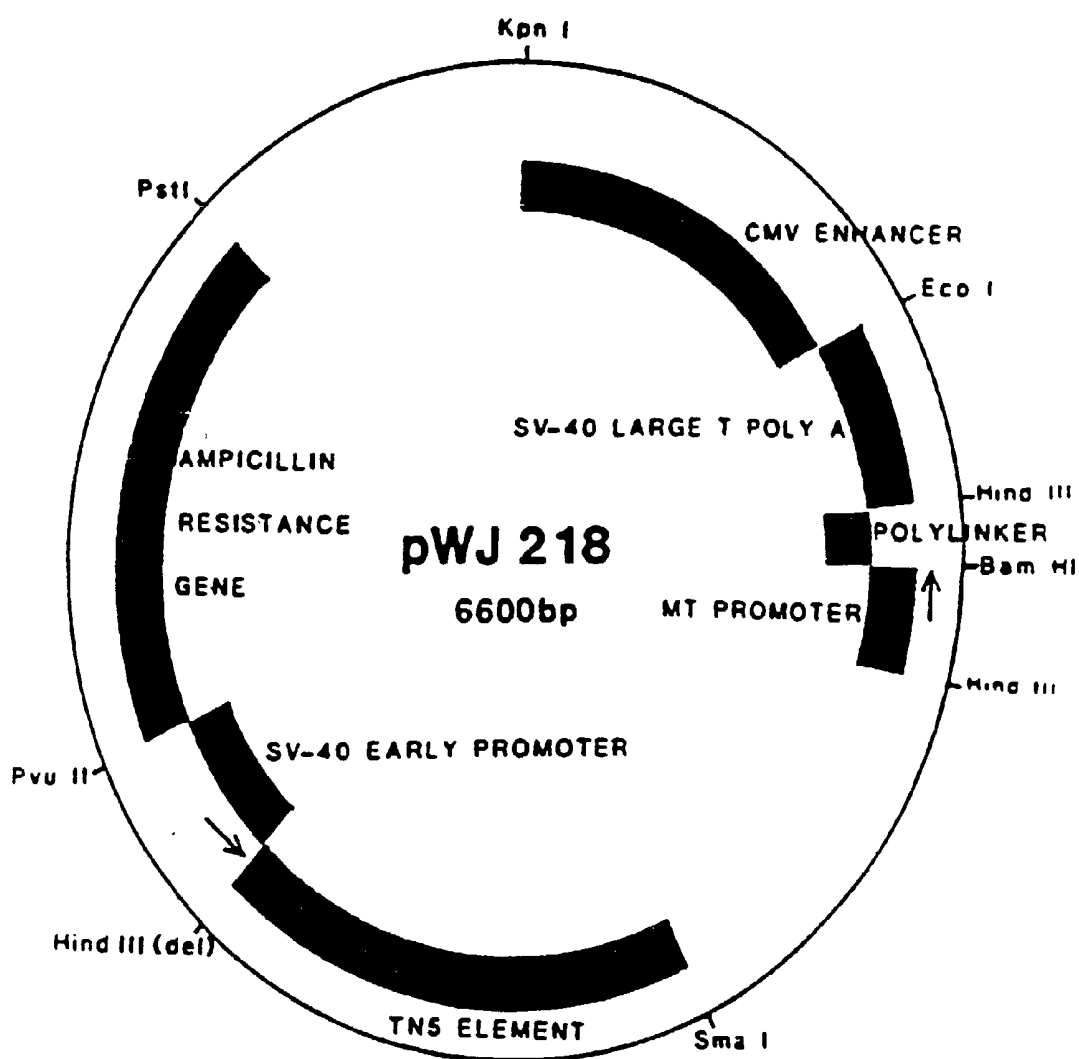 Kpn I
PstI
CMV ENHANCER
Eco I
SV-40 LARGE T POLY A
AMPICILLIN
RESISTANCE
GENE
Hind III
POLYLINKER
Bam HI
pWJ 218
6600bp
MT PROMOTER
Hind III
SV-40 EARLY PROMOTER
Pvu II
Hind III (del)
TN5 ELEMENT
Sma I